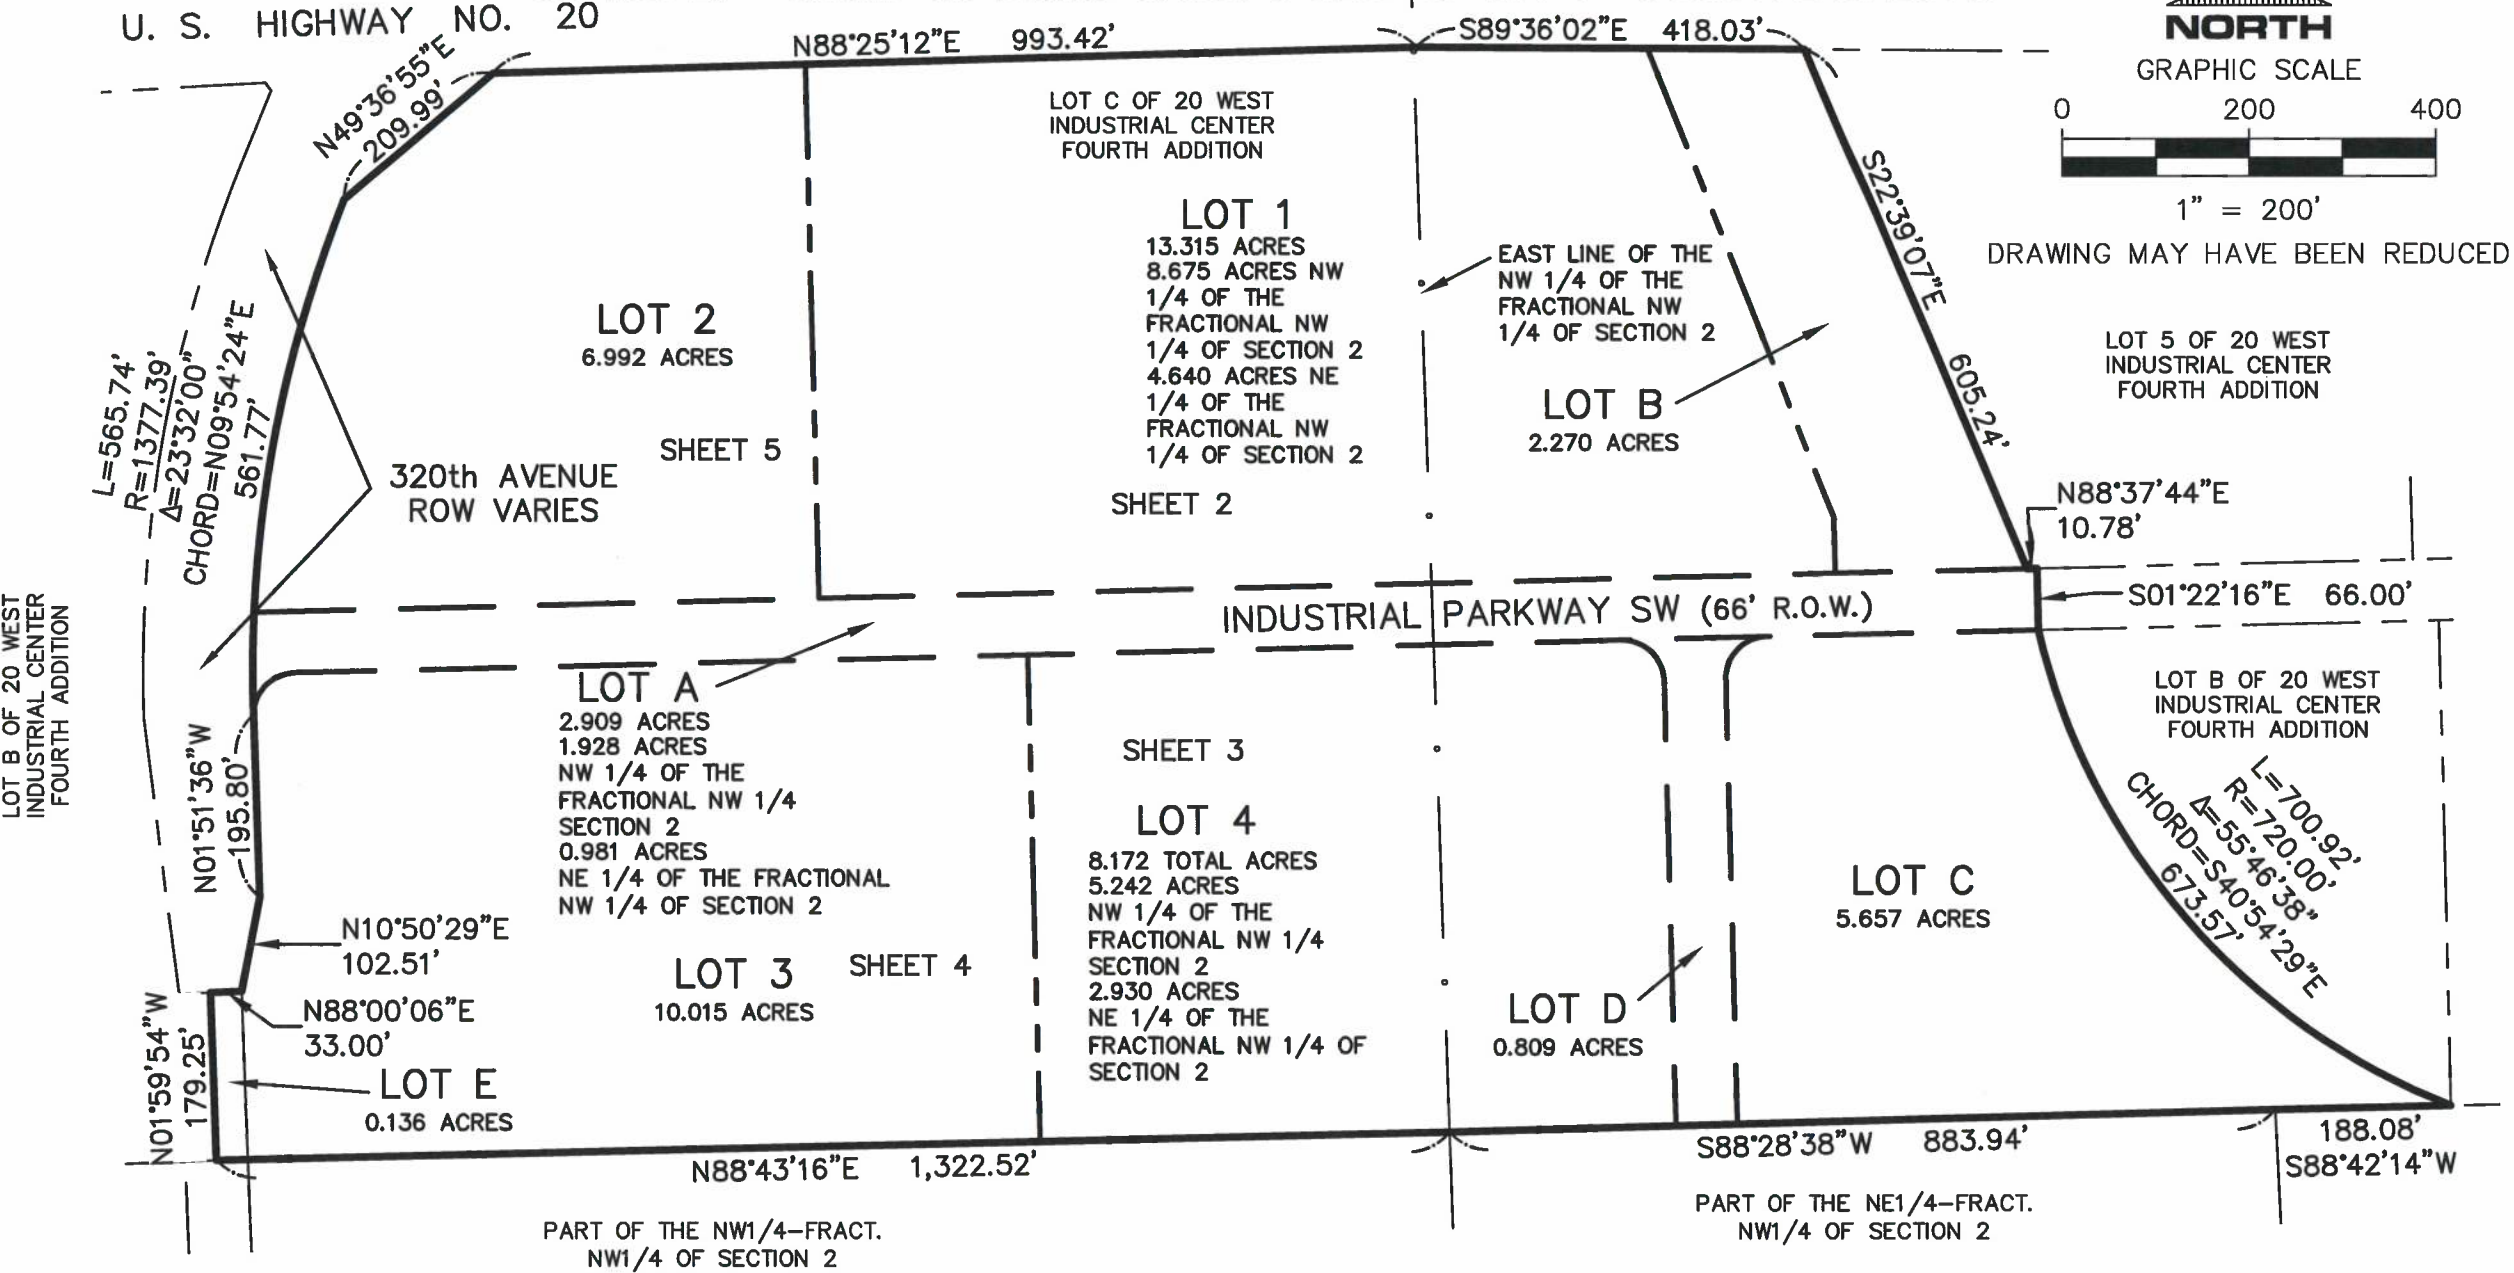 U. S. HIGHWAY NO. 20
N49°36'55"E
209.99'
N88°25'12"E 993.42'
S89°36'02"E 418.03'
NORTH
GRAPHIC SCALE
0 200 400
1" = 200'
DRAWING MAY HAVE BEEN REDUCED
LOT C OF 20 WEST
INDUSTRIAL CENTER
FOURTH ADDITION
LOT 1
13.315 ACRES
8.675 ACRES NW
1/4 OF THE
FRACTIONAL NW
1/4 OF SECTION 2
4.640 ACRES NE
1/4 OF THE
FRACTIONAL NW
1/4 OF SECTION 2
SHEET 2
EAST LINE OF THE
NW 1/4 OF THE
FRACTIONAL NW
1/4 OF SECTION 2
S22°39'07"E
605.24'
LOT 5 OF 20 WEST
INDUSTRIAL CENTER
FOURTH ADDITION
LOT 2
6.992 ACRES
SHEET 5
LOT B
2.270 ACRES
L=565.74'
R=1377.39'
Δ=23°32'00"
CHORD=N09°54'24"E
561.77'
320th AVENUE
ROW VARIES
N88°37'44"E
10.78'
S01°22'16"E 66.00'
INDUSTRIAL PARKWAY SW (66' R.O.W.)
LOT B OF 20 WEST
INDUSTRIAL CENTER
FOURTH ADDITION
LOT A
2.909 ACRES
1.928 ACRES
NW 1/4 OF THE
FRACTIONAL NW 1/4
SECTION 2
0.981 ACRES
NE 1/4 OF THE FRACTIONAL
NW 1/4 OF SECTION 2
SHEET 3
LOT B OF 20 WEST
INDUSTRIAL CENTER
FOURTH ADDITION
N01°51'36"W
195.80'
LOT 4
8.172 TOTAL ACRES
5.242 ACRES
NW 1/4 OF THE
FRACTIONAL NW 1/4
SECTION 2
2.930 ACRES
NE 1/4 OF THE
FRACTIONAL NW 1/4 OF
SECTION 2
L=700.92'
R=720.00'
Δ=55°46'38"
CHORD=S40°54'29"E
673.57'
LOT C
5.657 ACRES
N10°50'29"E
102.51'
LOT 3
10.015 ACRES
SHEET 4
N88°00'06"E
33.00'
LOT D
0.809 ACRES
N01°59'54"W
179.25'
LOT E
0.136 ACRES
N88°43'16"E 1,322.52'
S88°28'38"W 883.94'
188.08'
S88°42'14"W
PART OF THE NW1/4-FRACT.
NW1/4 OF SECTION 2
PART OF THE NE1/4-FRACT.
NW1/4 OF SECTION 2